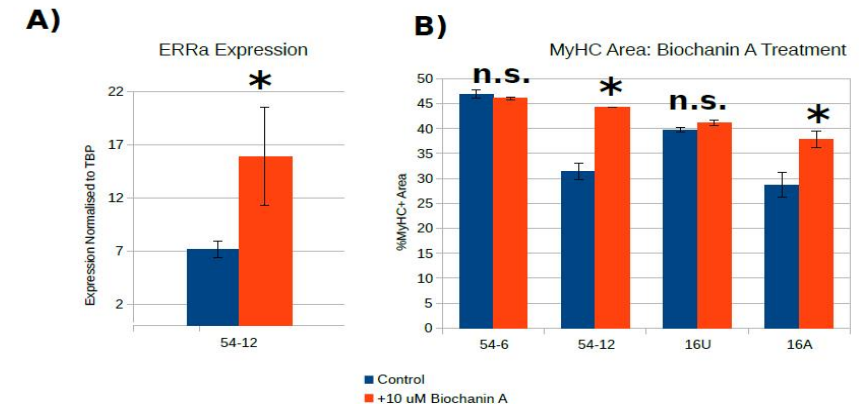 A)
ERRa Expression
*
22
17
12
7
2
Expression Normalised to TBP
54-12
B)
MyHC Area: Biochanin A Treatment
n.s.
*
n.s.
*
50
45
40
35
30
25
20
15
10
5
0
%MyHC+ Area
54-6 54-12 16U 16A
Control
+10 uM Biochanin A